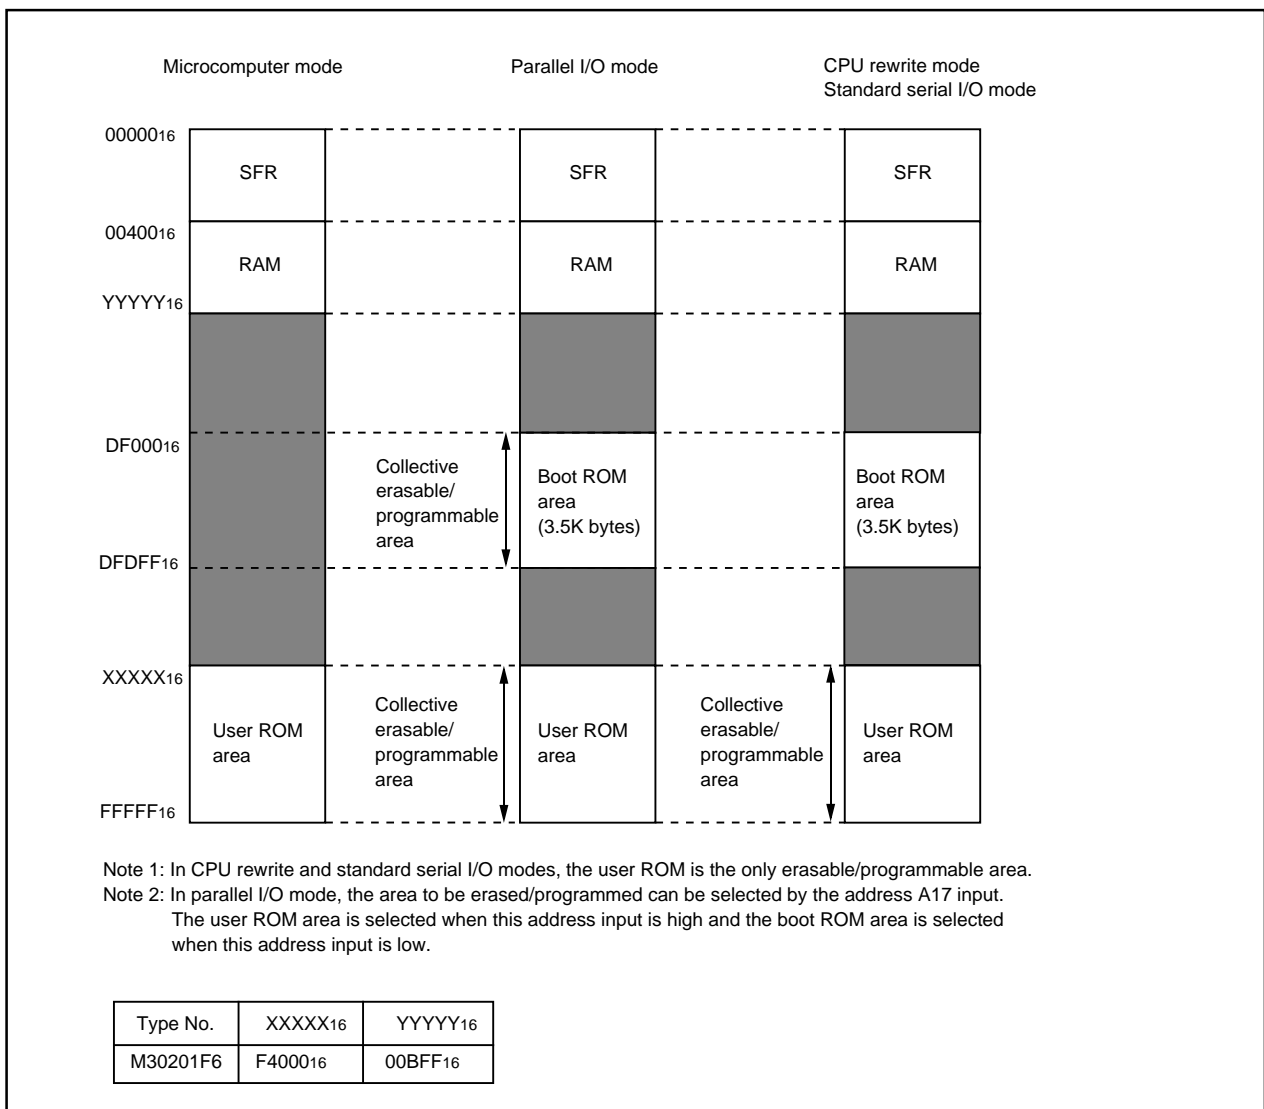 Microcomputer mode
Parallel I/O mode
CPU rewrite mode
Standard serial I/O mode
0000016
SFR
SFR
SFR
0040016
RAM
RAM
RAM
YYYYY16
DF00016
Collective
erasable/
programmable
area
Boot ROM
area
(3.5K bytes)
Boot ROM
area
(3.5K bytes)
DFDFF16
XXXXX16
User ROM
area
Collective
erasable/
programmable
area
User ROM
area
Collective
erasable/
programmable
area
User ROM
area
FFFFF16
Note 1: In CPU rewrite and standard serial I/O modes, the user ROM is the only erasable/programmable area.
Note 2: In parallel I/O mode, the area to be erased/programmed can be selected by the address A17 input.
The user ROM area is selected when this address input is high and the boot ROM area is selected
when this address input is low.
Type No. XXXXX16 YYYYY16
M30201F6 F400016 00BFF16